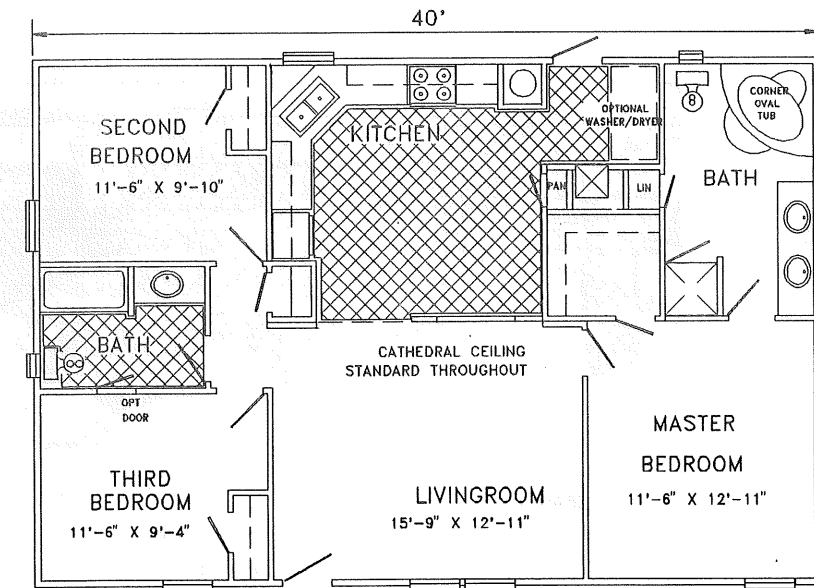 40'
SECOND
BEDROOM
11'-6" X 9'-10"
KITCHEN
OPTIONAL
WASHER/DRYER
CORNER
OVAL
TUB
BATH
PAN
LIN
BATH
CATHEDRAL CEILING
STANDARD THROUGHOUT
OPT
DOOR
THIRD
BEDROOM
11'-6" X 9'-4"
LIVINGROOM
15'-9" X 12'-11"
MASTER
BEDROOM
11'-6" X 12'-11"